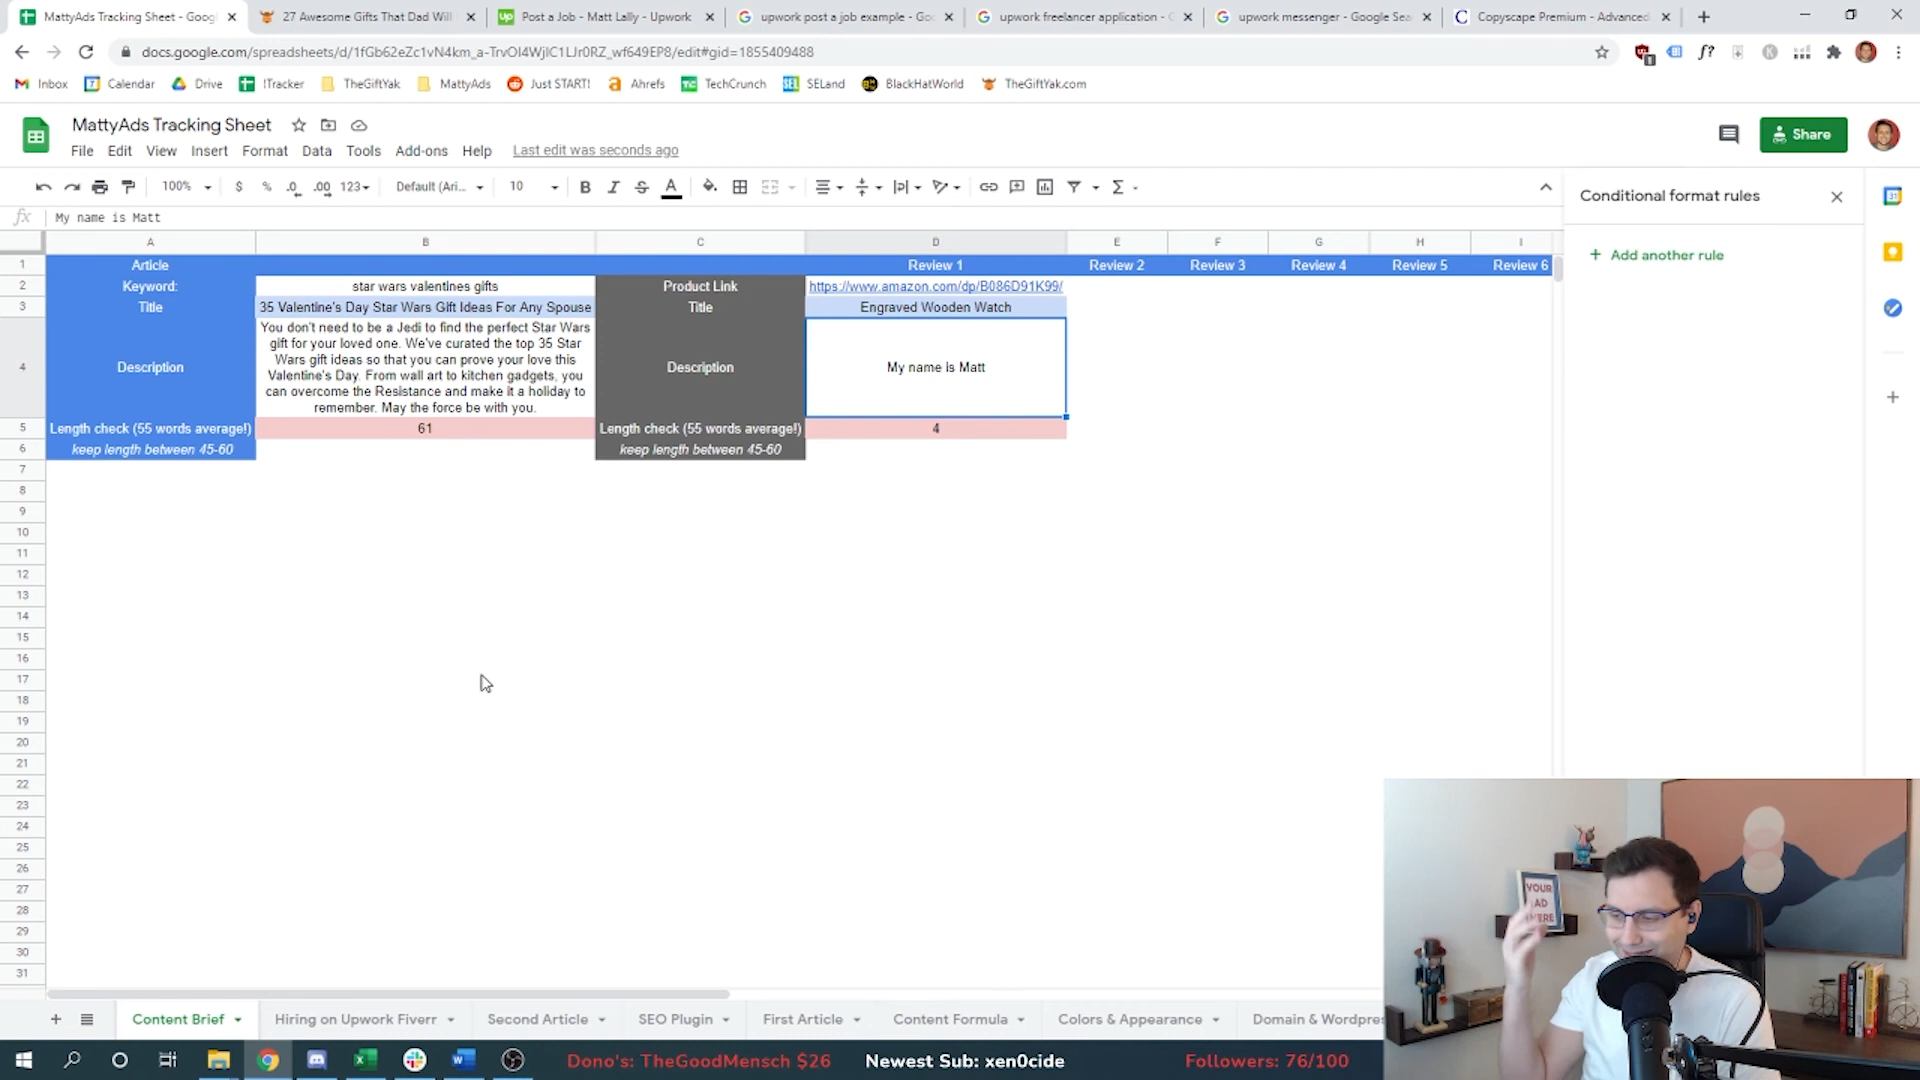 MattyAds Tracking Sheet - Goog
27 Awesome Gifts That Dad Will
Post a Job - Matt Lally - Upwork
upwork post a job example - Goo
upwork freelancer application - G
upwork messenger - Google Sea
Copyscape Premium - Advanced
docs.google.com/spreadsheets/d/1fGb62eZc1vN4km_a-TrvOI4WjlC1LJr0RZ_wf649EP8/edit#gid=1855409488
Inbox
Calendar
Drive
!Tracker
TheGiftYak
MattyAds
Just START!
Ahrefs
TechCrunch
SELand
BlackHatWorld
TheGiftYak.com
MattyAds Tracking Sheet
Share
File Edit View Insert Format Data Tools Add-ons Help Last edit was seconds ago
100% $ % .0 .00 123 Default (Ari... 10 B I S A
Conditional format rules
fx My name is Matt
Add another rule
A B C D E F G H I
1 Article Review 1 Review 2 Review 3 Review 4 Review 5 Review 6
2 Keyword: star wars valentines gifts Product Link https://www.amazon.com/dp/B086D91K99/
3 Title 35 Valentine's Day Star Wars Gift Ideas For Any Spouse Title Engraved Wooden Watch
You don't need to be a Jedi to find the perfect Star Wars
gift for your loved one. We've curated the top 35 Star
Wars gift ideas so that you can prove your love this
4 Description Valentine's Day. From wall art to kitchen gadgets, you Description My name is Matt
can overcome the Resistance and make it a holiday to
remember. May the force be with you.
5 Length check (55 words average!) 61 Length check (55 words average!) 4
6 keep length between 45-60 keep length between 45-60
7
8
9
10
11
12
13
14
15
16
17
18
19
20
21
22
23
24
25
26
27
28
29
30
31
YOUR
AD
HERE
Content Brief
Hiring on Upwork Fiverr
Second Article
SEO Plugin
First Article
Content Formula
Colors & Appearance
Domain & Wordpres
Dono's: TheGoodMensch $26
Newest Sub: xen0cide
Followers: 76/100